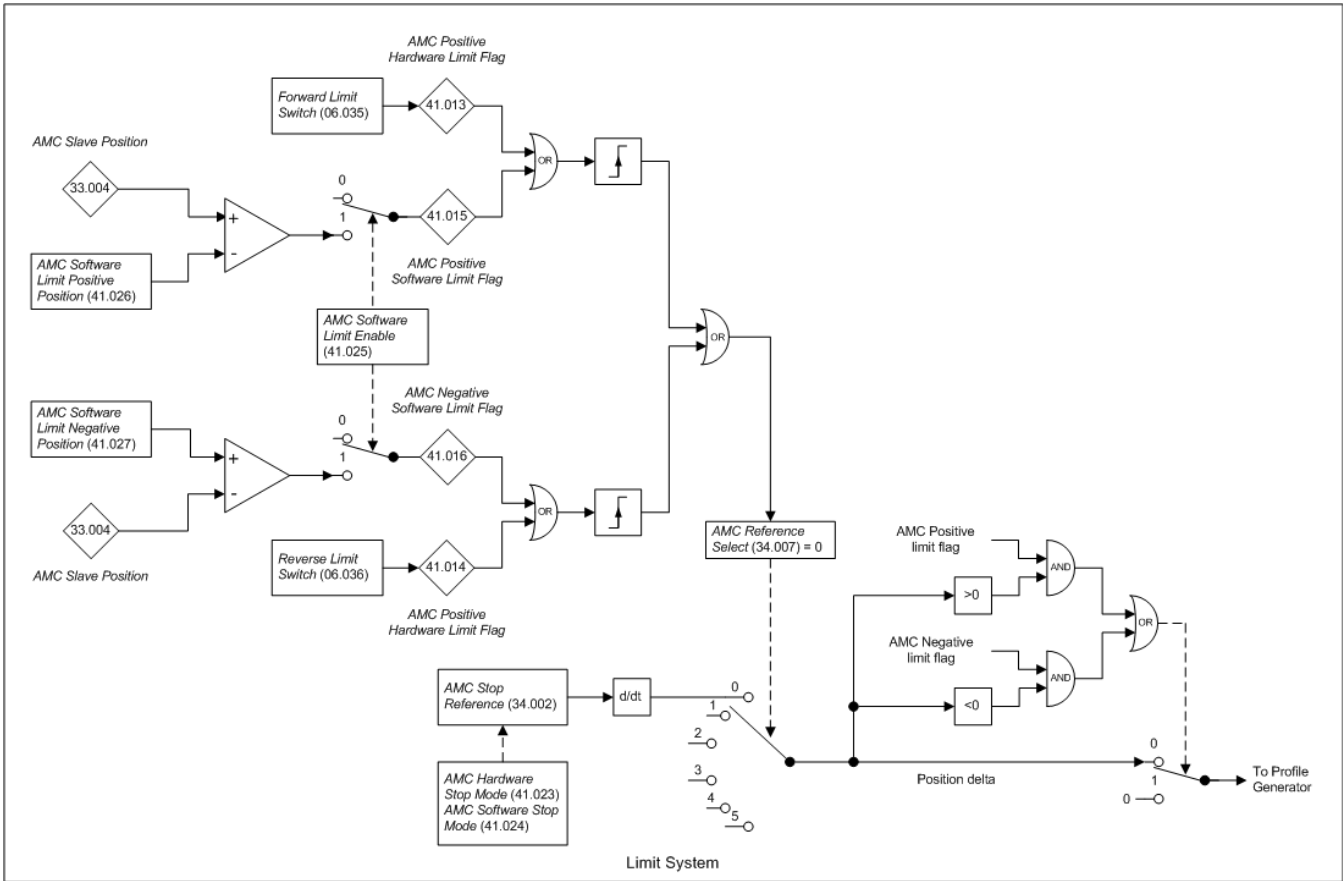 AMC Positive
Hardware Limit Flag
Forward Limit
Switch (06.035)
41.013
OR
AMC Slave Position
33.004
0
1
41.015
+
-
AMC Positive
Software Limit Flag
AMC Software
Limit Positive
Position (41.026)
AMC Software
Limit Enable
(41.025)
OR
AMC Negative
Software Limit Flag
AMC Software
Limit Negative
Position (41.027)
0
1
41.016
+
-
OR
33.004
AMC Slave Position
Reverse Limit
Switch (06.036)
41.014
AMC Positive
Hardware Limit Flag
AMC Reference
Select (34.007) = 0
AMC Positive
limit flag
AND
>0
OR
AMC Negative
limit flag
AND
<0
AMC Stop
Reference (34.002)
d/dt
0
1
2
3
4
5
AMC Hardware
Stop Mode (41.023)
AMC Software Stop
Mode (41.024)
Position delta
0
1
0
To Profile
Generator
Limit System